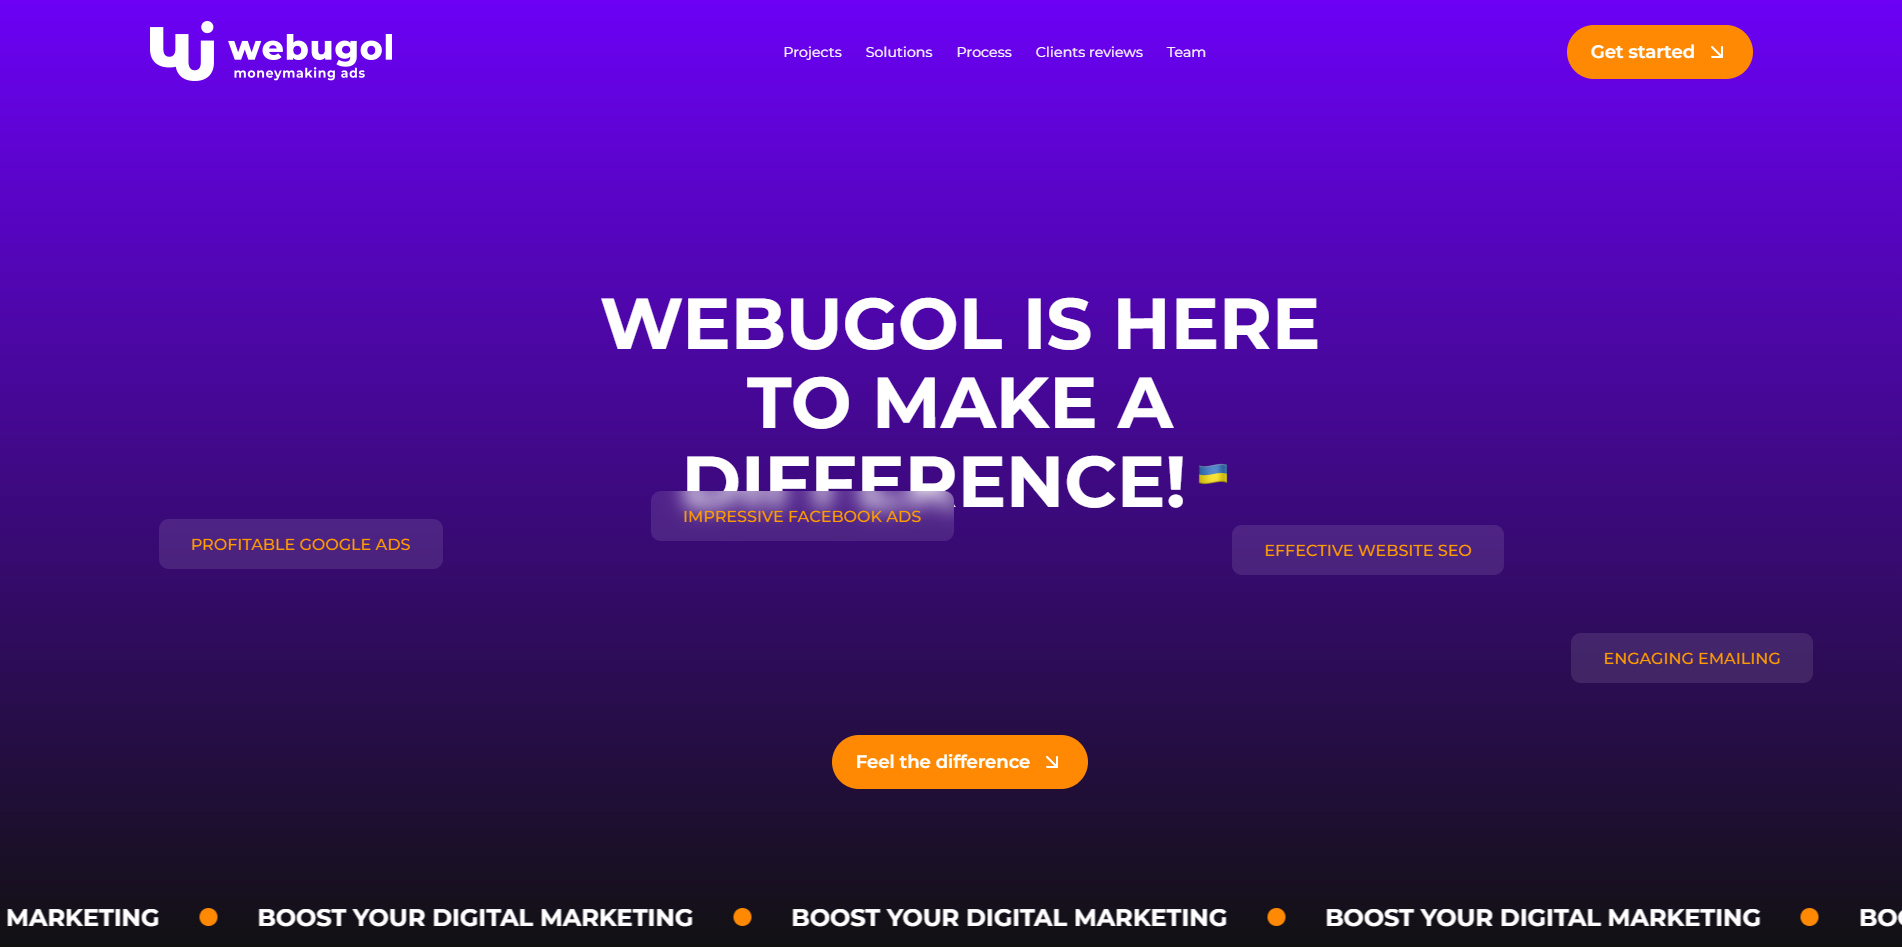 webugol
moneymaking ads
Projects Solutions Process Clients reviews Team
Get started
WEBUGOL IS HERE
TO MAKE A
DIFFERENCE!
IMPRESSIVE FACEBOOK ADS
PROFITABLE GOOGLE ADS
EFFECTIVE WEBSITE SEO
ENGAGING EMAILING
Feel the difference
MARKETING BOOST YOUR DIGITAL MARKETING BOOST YOUR DIGITAL MARKETING BOOST YOUR DIGITAL MARKETING